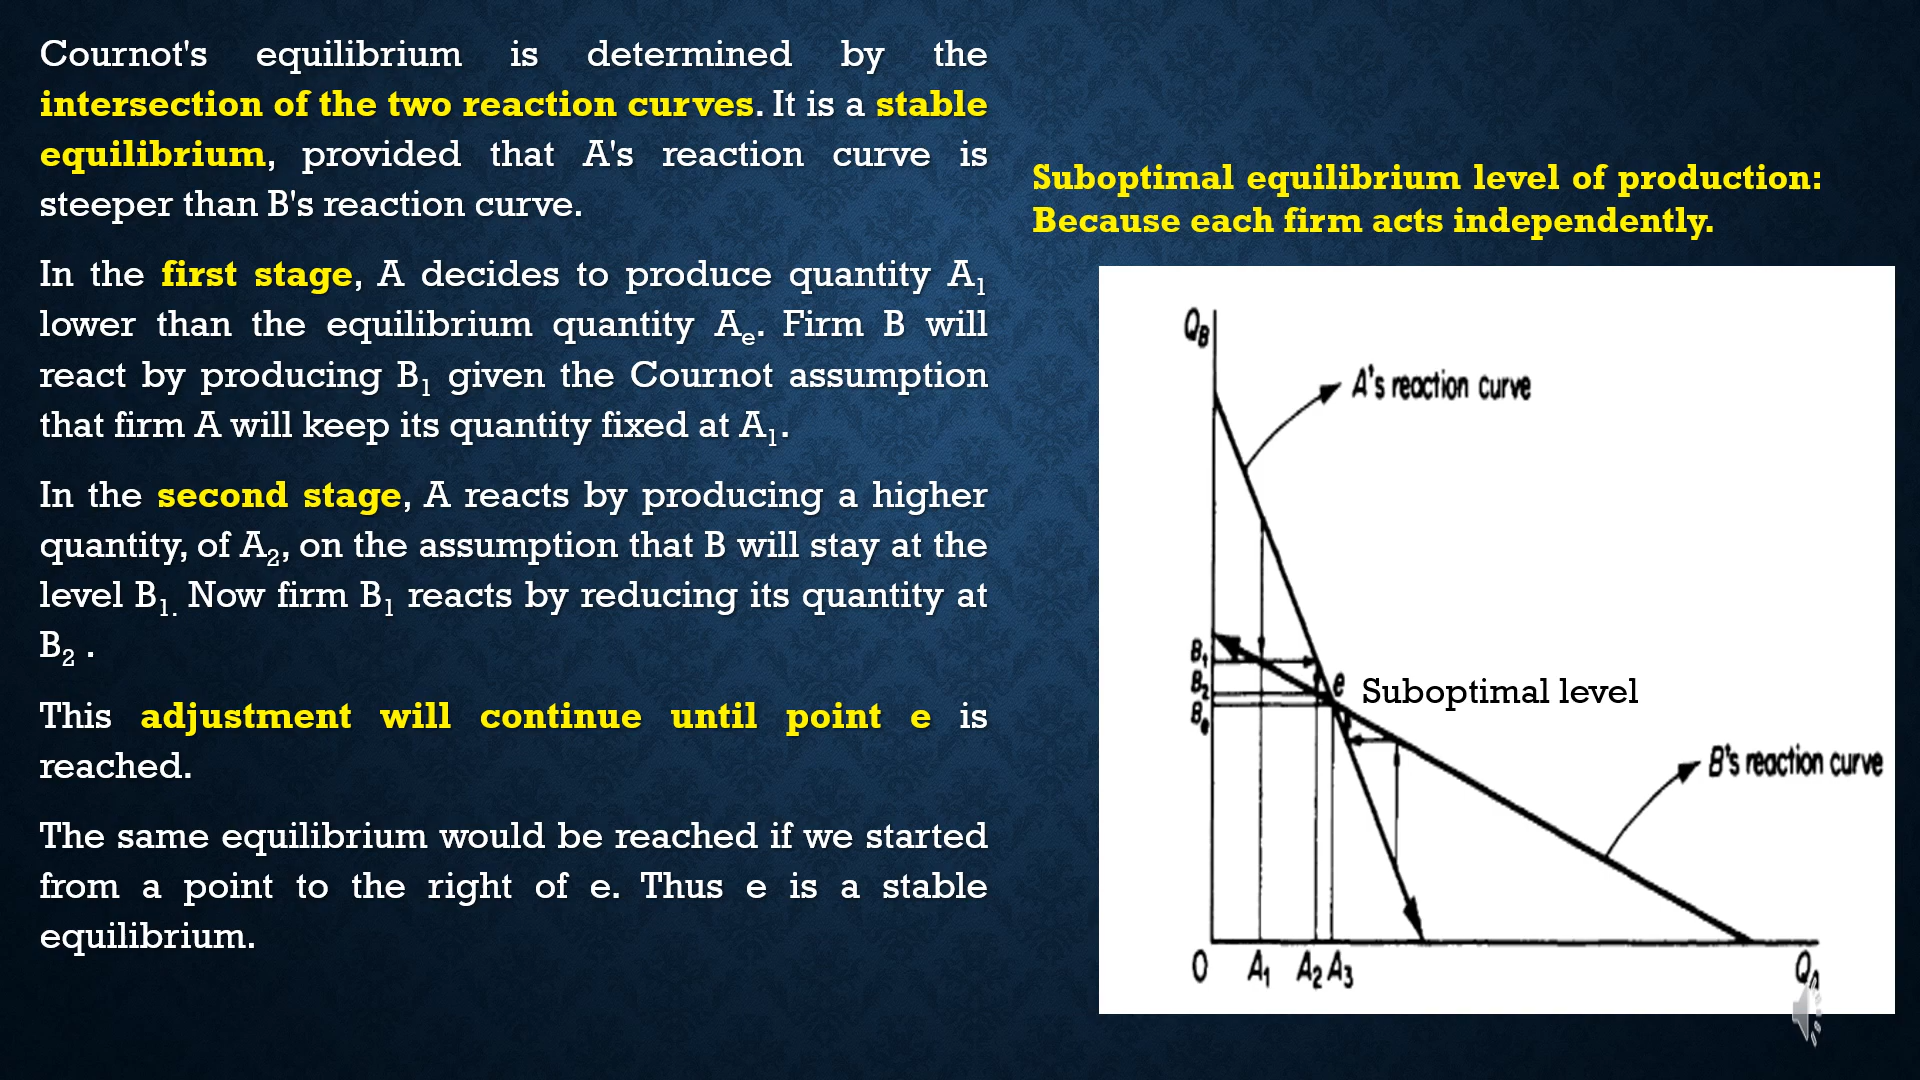 Cournot's equilibrium is determined by the
intersection of the two reaction curves. It is a stable
equilibrium, provided that A's reaction curve is
steeper than B's reaction curve.
In the first stage, A decides to produce quantity A₁
lower than the equilibrium quantity Aₑ. Firm B will
react by producing B₁ given the Cournot assumption
that firm A will keep its quantity fixed at A₁.
In the second stage, A reacts by producing a higher
quantity, of A₂, on the assumption that B will stay at the
level B₁. Now firm B₁ reacts by reducing its quantity at
B₂ .
This adjustment will continue until point e is
reached.
The same equilibrium would be reached if we started
from a point to the right of e. Thus e is a stable
equilibrium.
Suboptimal equilibrium level of production:
Because each firm acts independently.
Q_B
A's reaction curve
B₁
B₂
Bₑ
e
Suboptimal level
B's reaction curve
O A₁ A₂ A₃ Q_A